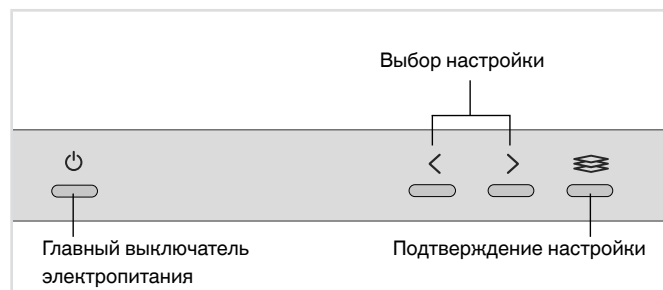 Выбор настройки
Главный выключатель
электропитания
Подтверждение настройки